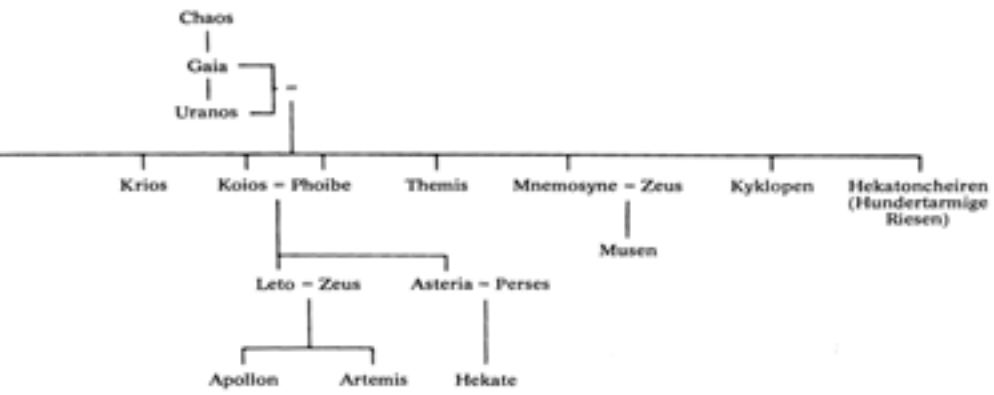 Chaos
Gaia
=
Uranos
Krios Koios = Phoibe Themis Mnemosyne = Zeus Kyklopen Hekatoncheiren
(Hundertarmige
Riesen)
Musen
Leto = Zeus Asteria = Perses
Apollon Artemis Hekate